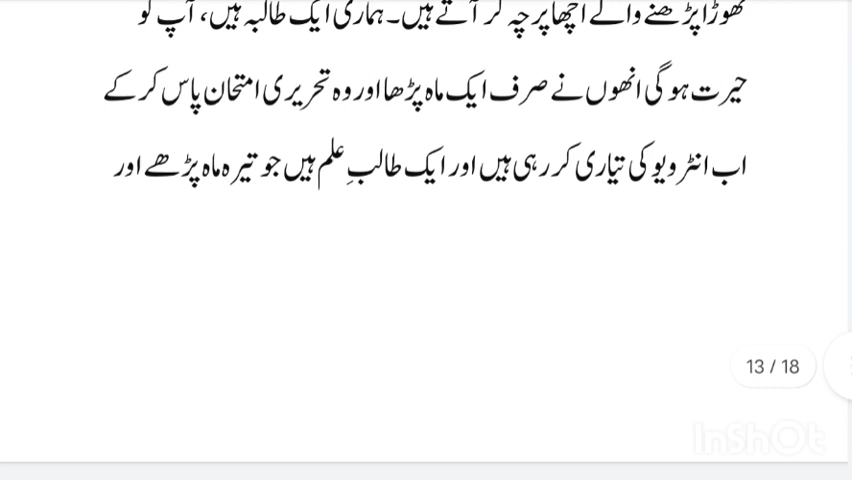 تھوڑا پڑھنے والے اچھا پرچہ کر آتے ہیں۔ ہماری ایک طالبہ ہیں، آپ کو
حیرت ہوگی انھوں نے صرف ایک ماہ پڑھا اور وہ تحریری امتحان پاس کر کے
اب انٹرویو کی تیاری کر رہی ہیں اور ایک طالبِ علم ہیں جو تیرہ ماہ پڑھے اور
13 / 18
InShOt